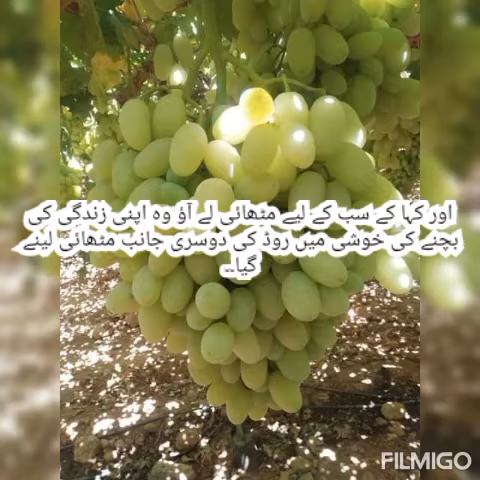 اور کہا کے سب کے لیے مٹھائی لے آؤ وہ اپنی زندگی کی
بچنے کی خوشی میں روڈ کی دوسری جانب مٹھائی لینے
گیا۔۔
FILMIGO